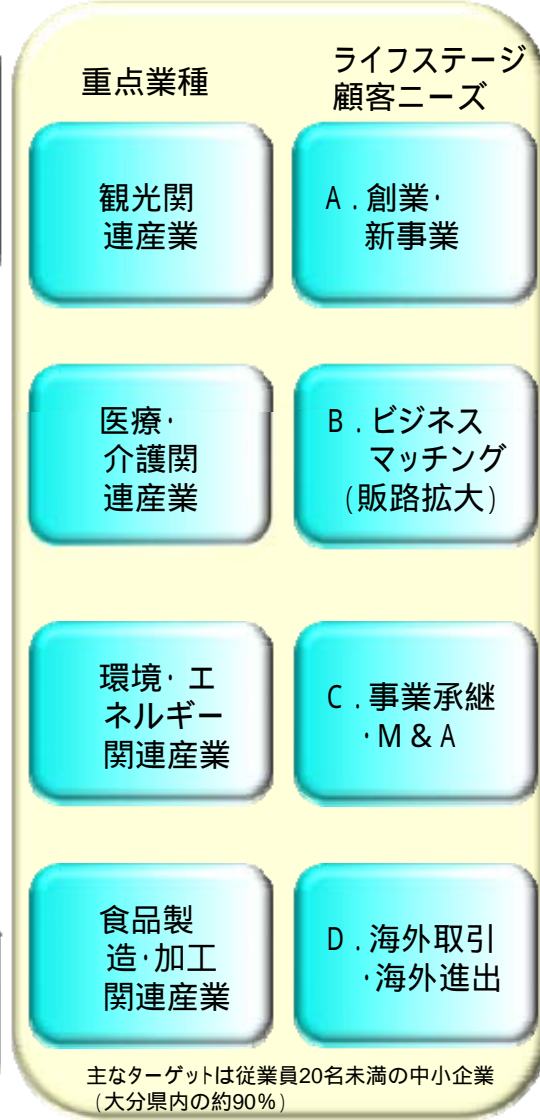 重点業種
ライフステージ
顧客ニーズ
観光関
連産業
A．創業・
新事業
医療・
介護関
連産業
B．ビジネス
マッチング
(販路拡大)
環境・エ
ネルギー
関連産業
C．事業承継
・M & A
食品製
造・加工
関連産業
D．海外取引
・海外進出
主なターゲットは従業員20名未満の中小企業
(大分県内の約90%)